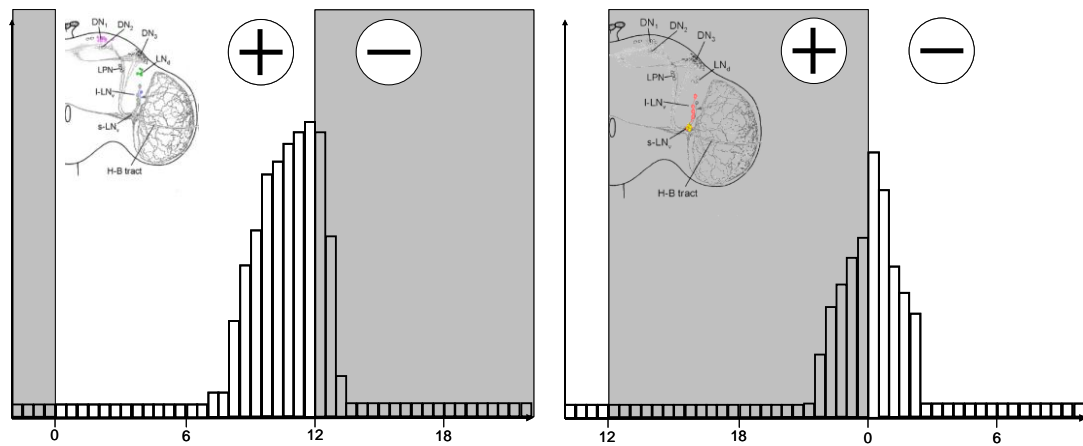 DN1
DN2
DN3
LNd
LPN
l-LNv
s-LNv
H-B tract
+
−
0
6
12
18
DN1
DN2
DN3
LNd
LPN
l-LNv
s-LNv
H-B tract
+
−
12
18
0
6